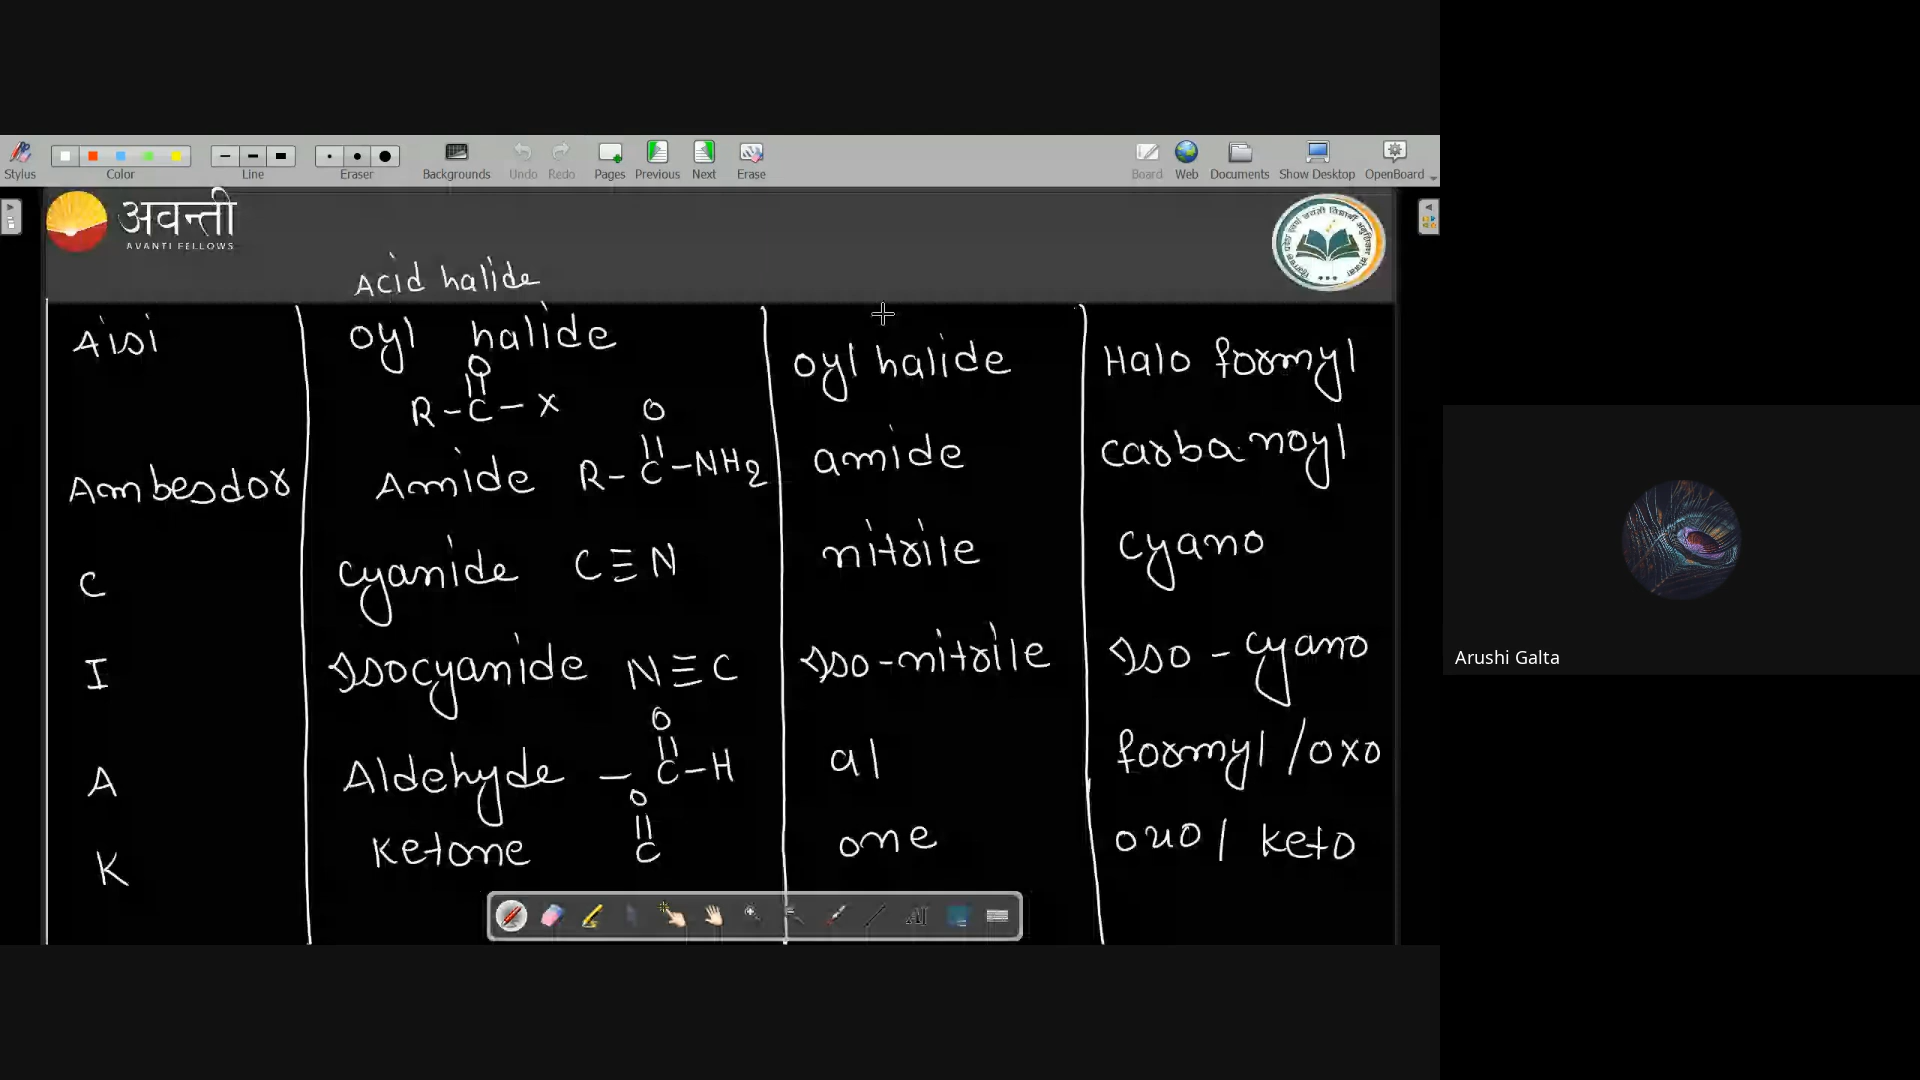 Stylus Color Line Eraser Backgrounds Undo Redo Pages Previous Next Erase Board Web Documents Show Desktop OpenBoard
अवन्ती
AVANTI FELLOWS
Acid halide
Aisi oyl halide oyl halide Halo formyl
O
R-C-X
Ambesdor Amide R-C-NH2 amide carbanoyl
O
C cyanide C≡N nitrile cyano
I Isocyanide N≡C Iso-nitrile Iso-cyano
O
A Aldehyde -C-H al formyl/oxo
O
K Ketone C one oxo/ keto
Arushi Galta